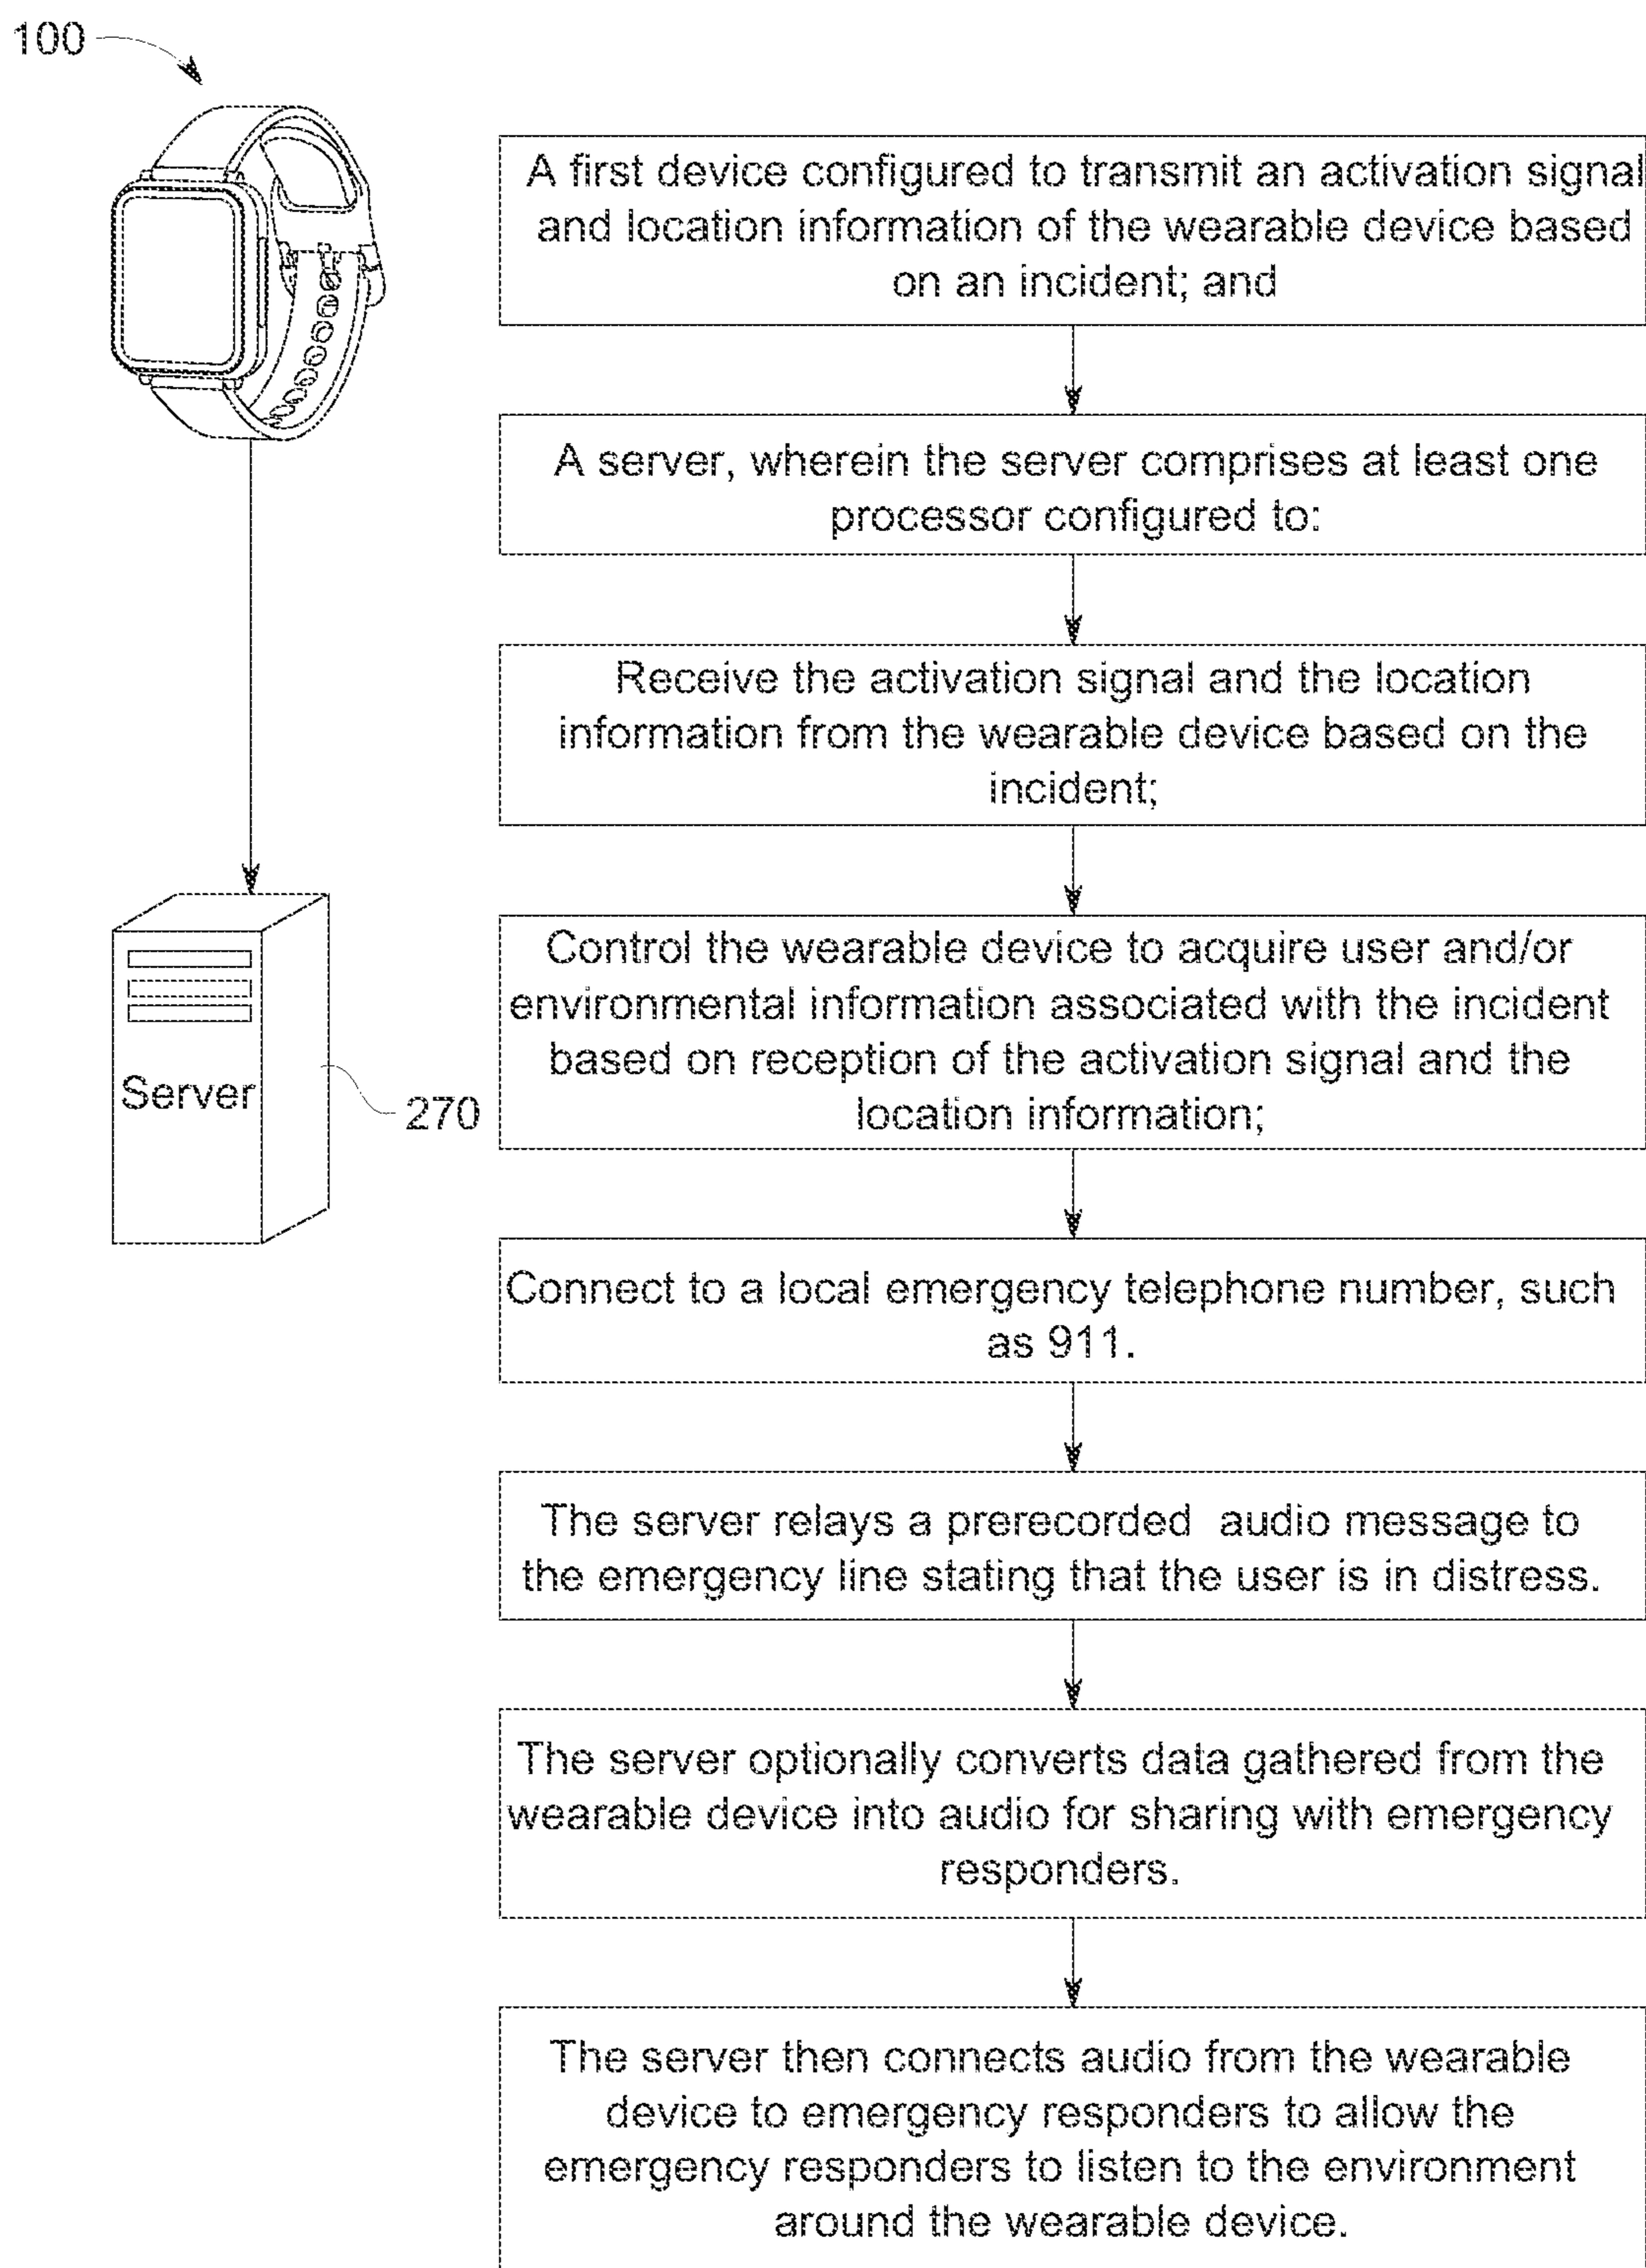 100
A first device configured to transmit an activation signal
and location information of the wearable device based
on an incident; and
A server, wherein the server comprises at least one
processor configured to:
Receive the activation signal and the location
information from the wearable device based on the
incident;
Control the wearable device to acquire user and/or
environmental information associated with the incident
based on reception of the activation signal and the
location information;
Server
270
Connect to a local emergency telephone number, such
as 911.
The server relays a prerecorded audio message to
the emergency line stating that the user is in distress.
The server optionally converts data gathered from the
wearable device into audio for sharing with emergency
responders.
The server then connects audio from the wearable
device to emergency responders to allow the
emergency responders to listen to the environment
around the wearable device.